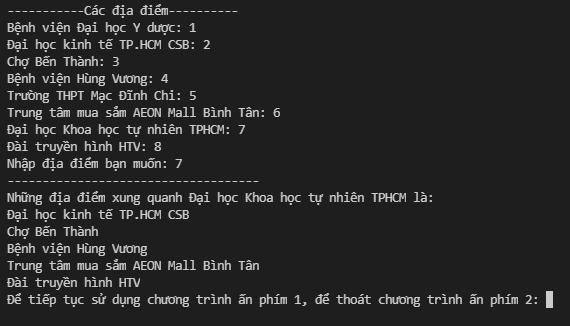 -----------Các địa điểm----------
Bệnh viện Đại học Y dược: 1
Đại học kinh tế TP.HCM CSB: 2
Chợ Bến Thành: 3
Bệnh viện Hùng Vương: 4
Trường THPT Mạc Đĩnh Chi: 5
Trung tâm mua sắm AEON Mall Bình Tân: 6
Đại học Khoa học tự nhiên TPHCM: 7
Đài truyền hình HTV: 8
Nhập địa điểm bạn muốn: 7
------------------------------------
Những địa điểm xung quanh Đại học Khoa học tự nhiên TPHCM là:
Đại học kinh tế TP.HCM CSB
Chợ Bến Thành
Bệnh viện Hùng Vương
Trung tâm mua sắm AEON Mall Bình Tân
Đài truyền hình HTV
Để tiếp tục sử dụng chương trình ấn phím 1, để thoát chương trình ấn phím 2: